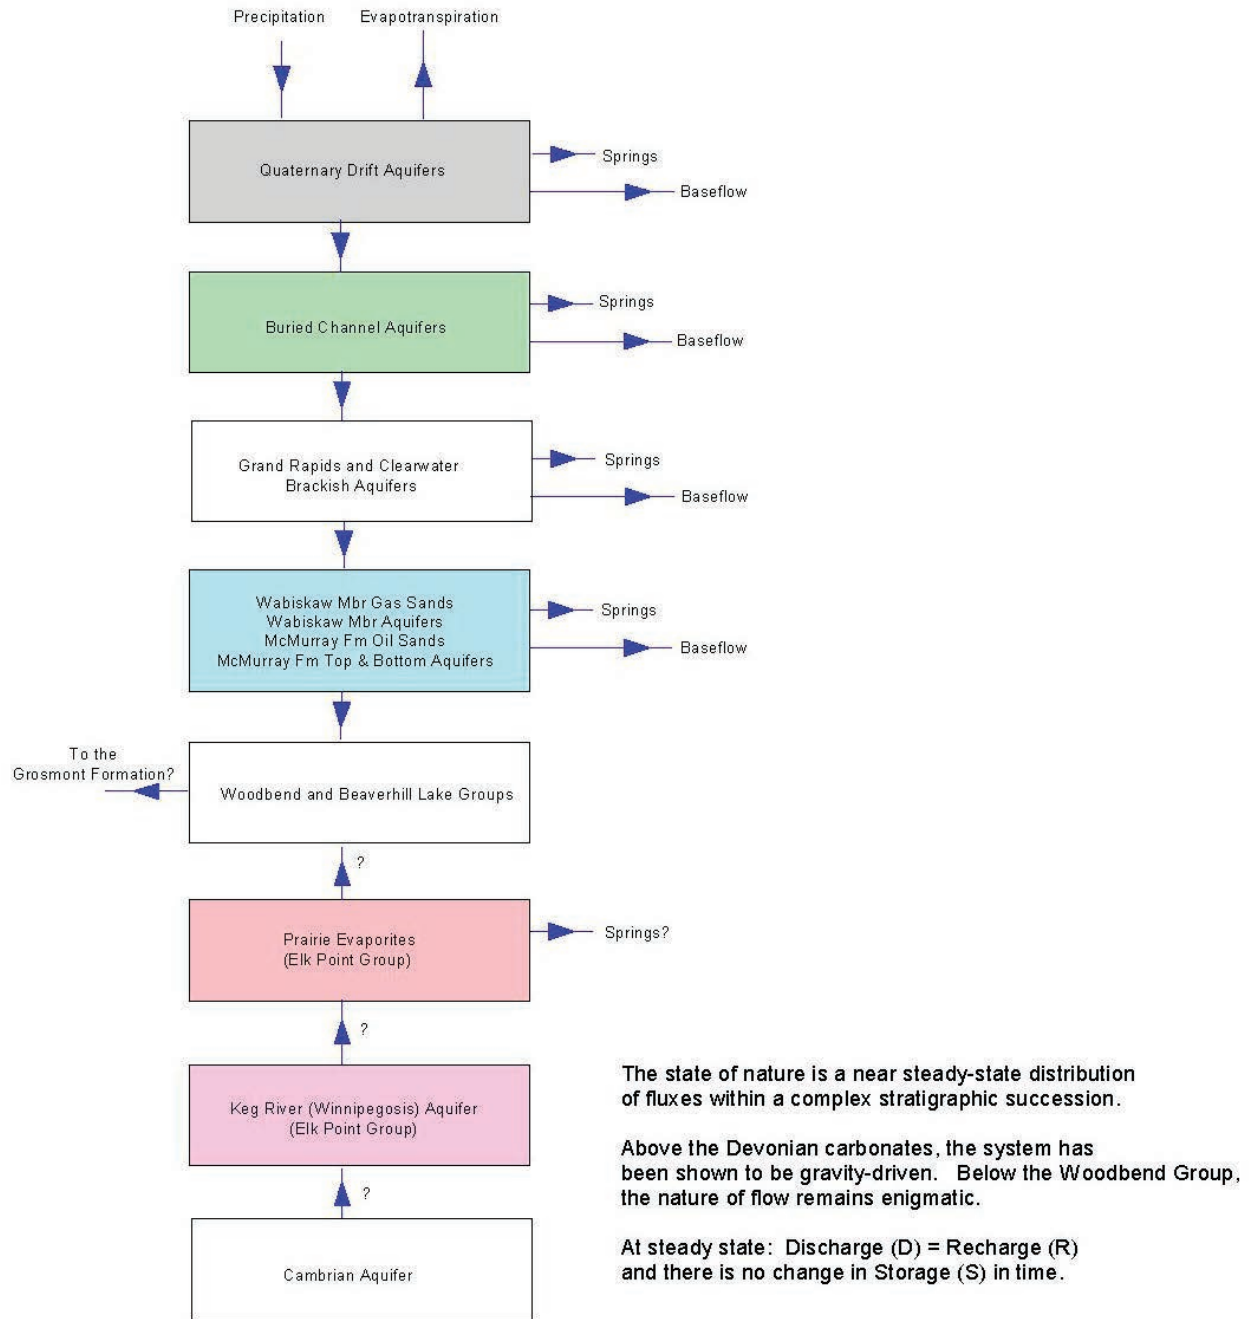 Precipitation
Evapotranspiration
Quaternary Drift Aquifers
Springs
Baseflow
Buried Channel Aquifers
Springs
Baseflow
Grand Rapids and Clearwater
Brackish Aquifers
Springs
Baseflow
Wabiskaw Mbr Gas Sands
Wabiskaw Mbr Aquifers
McMurray Fm Oil Sands
McMurray Fm Top & Bottom Aquifers
Springs
Baseflow
To the
Grosmont Formation?
Woodbend and Beaverhill Lake Groups
?
Prairie Evaporites
(Elk Point Group)
Springs?
?
Keg River (Winnipegosis) Aquifer
(Elk Point Group)
?
Cambrian Aquifer
The state of nature is a near steady-state distribution
of fluxes within a complex stratigraphic succession.
Above the Devonian carbonates, the system has
been shown to be gravity-driven. Below the Woodbend Group,
the nature of flow remains enigmatic.
At steady state: Discharge (D) = Recharge (R)
and there is no change in Storage (S) in time.